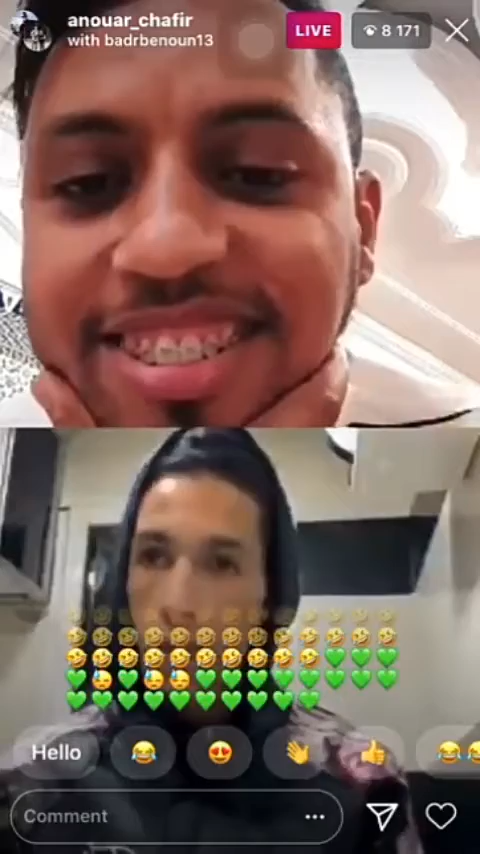 anouar_chafir
with badrbenoun13
LIVE
8 171
Hello
Comment